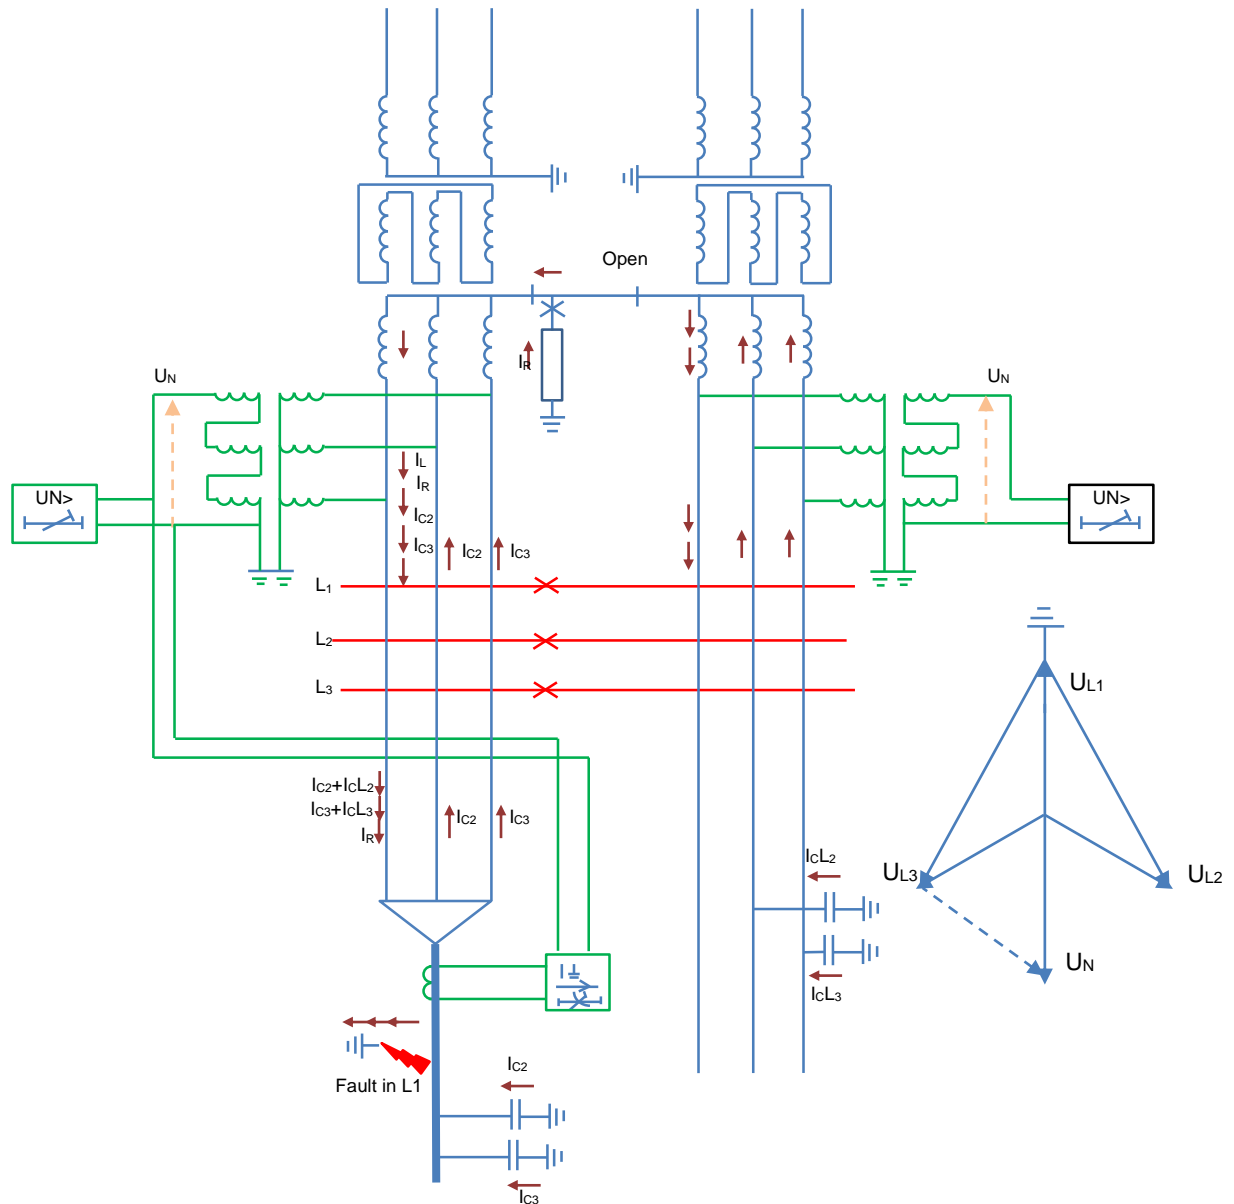 Open
IR
UN
UN
IL
IR
UN>
UN>
IC2
IC3
IC2
IC3
L1
L2
L3
UL1
IC2+ICL2
IC3+ICL3
IC2
IC3
IR
ICL2
UL3
UL2
UN
ICL3
IC2
Fault in L1
IC3